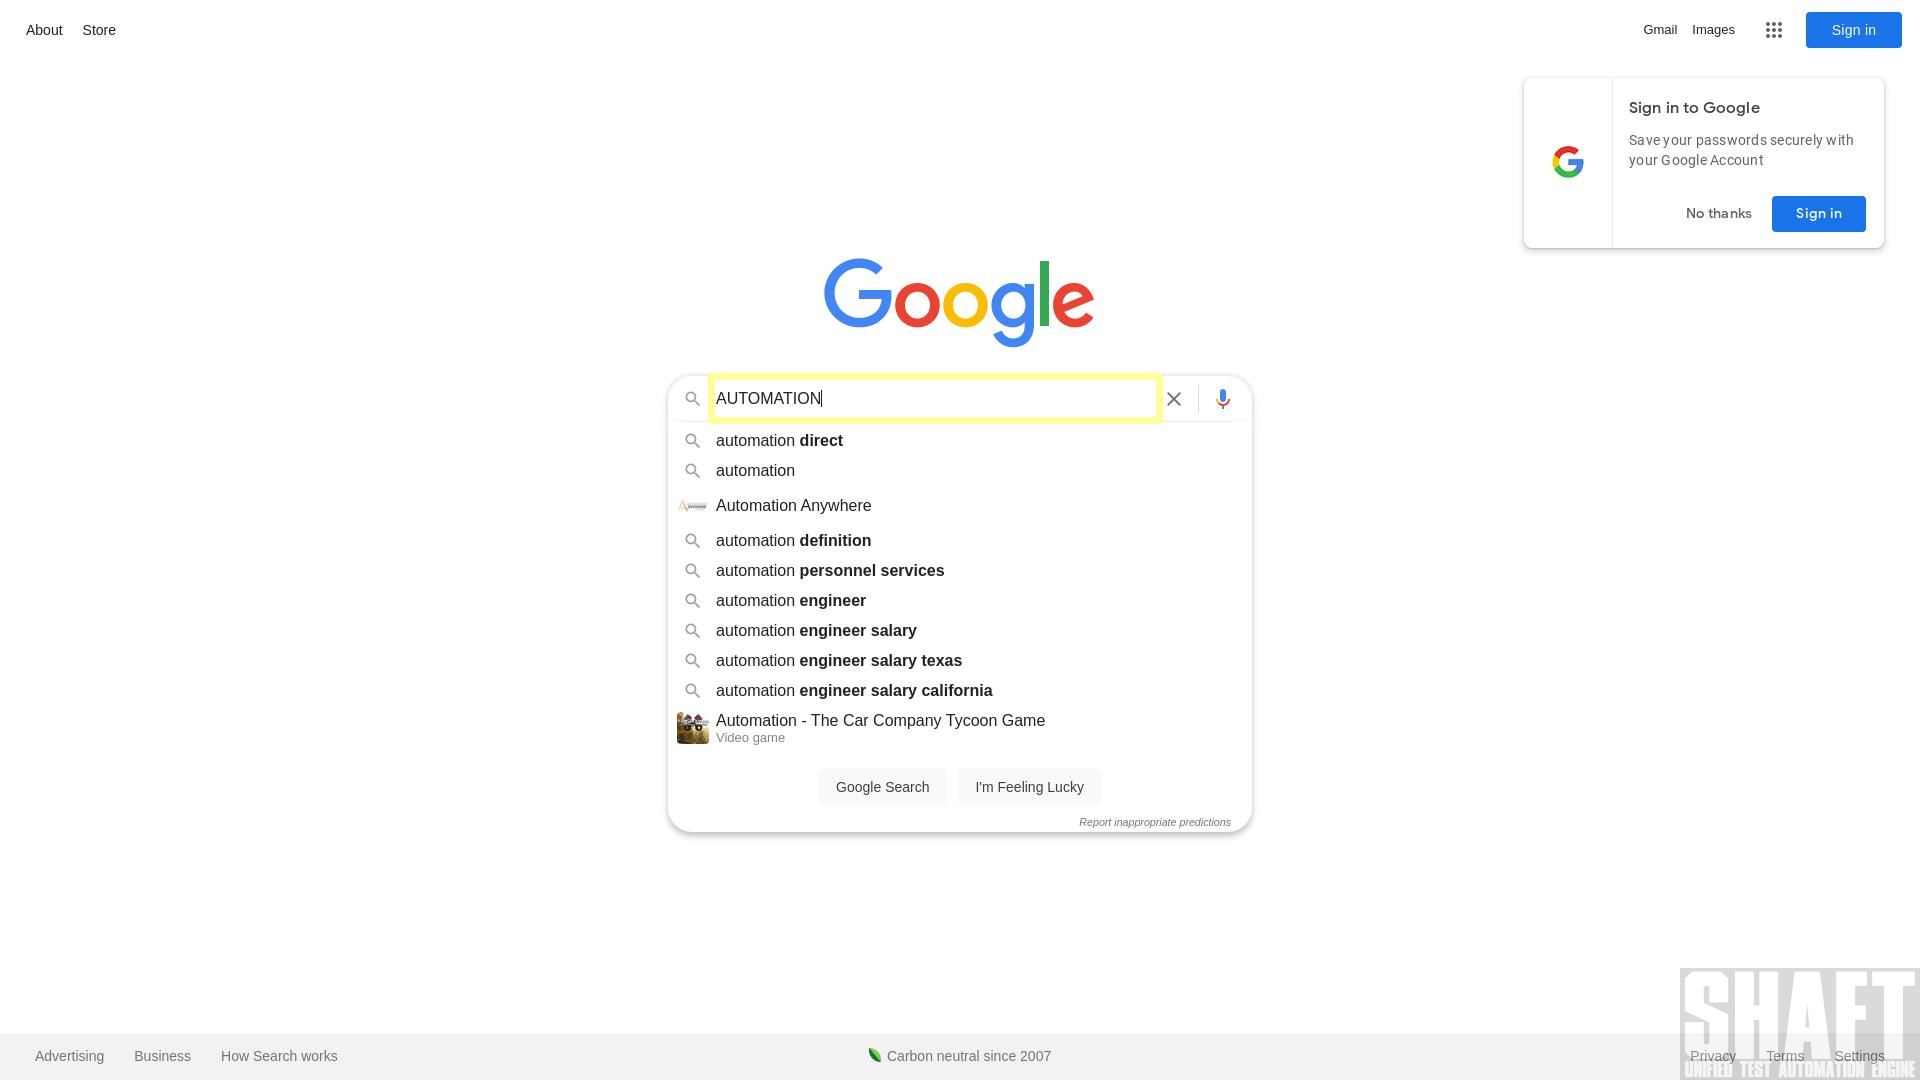 About Store
Gmail Images Sign in
Sign in to Google
Save your passwords securely with
your Google Account
No thanks Sign in
Google
AUTOMATION
automation direct
automation
Automation Anywhere
automation definition
automation personnel services
automation engineer
automation engineer salary
automation engineer salary texas
automation engineer salary california
Automation - The Car Company Tycoon Game
Video game
Google Search I'm Feeling Lucky
Report inappropriate predictions
Advertising Business How Search works
Carbon neutral since 2007
Privacy Terms Settings
SHAFT
UNIFIED TEST AUTOMATION ENGINE